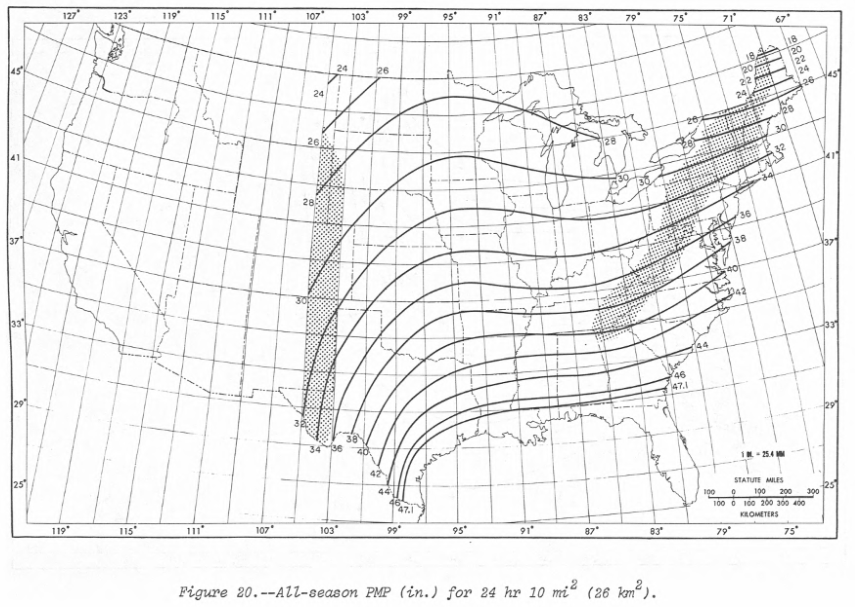 127° 123° 119° 115° 111° 107° 103° 99° 95° 91° 87° 83° 79° 75° 71° 67°
18 18
20 20
22 22
24 24
24 26 24 26
45° 45°
26 28
26 28 28 30
41° 30 30 32 41°
28 34
36
37° 38 37°
30 40
42
33° 44 33°
46
47.1
29° 32 34 36 38 40 29°
42
44
46
47.1
25° 25°
1 IN. = 25.4 MM
STATUTE MILES
100 0 100 200 300
100 0 100 200 300 400
KILOMETERS
119° 115° 111° 107° 103° 99° 95° 91° 87° 83° 79° 75°
Figure 20.--All-season PMP (in.) for 24 hr 10 mi² (26 km²).